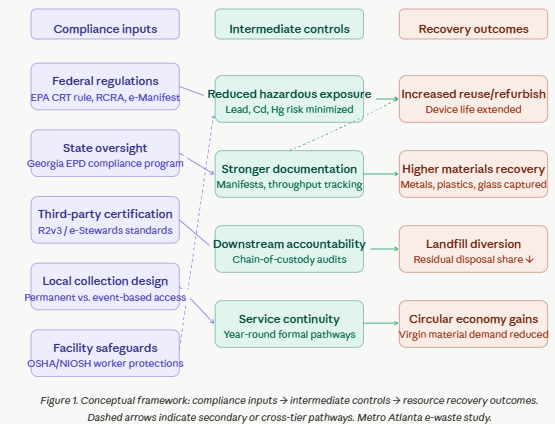 Compliance inputs
Intermediate controls
Recovery outcomes
Federal regulations
EPA CRT rule, RCRA, e-Manifest
Reduced hazardous exposure
Lead, Cd, Hg risk minimized
Increased reuse/refurbish
Device life extended
State oversight
Georgia EPD compliance program
Stronger documentation
Manifests, throughput tracking
Higher materials recovery
Metals, plastics, glass captured
Third-party certification
R2v3 / e-Stewards standards
Downstream accountability
Chain-of-custody audits
Landfill diversion
Residual disposal share ↓
Local collection design
Permanent vs. event-based access
Service continuity
Year-round formal pathways
Circular economy gains
Virgin material demand reduced
Facility safeguards
OSHA/NIOSH worker protections
Figure 1. Conceptual framework: compliance inputs → intermediate controls → resource recovery outcomes.
Dashed arrows indicate secondary or cross-tier pathways. Metro Atlanta e-waste study.